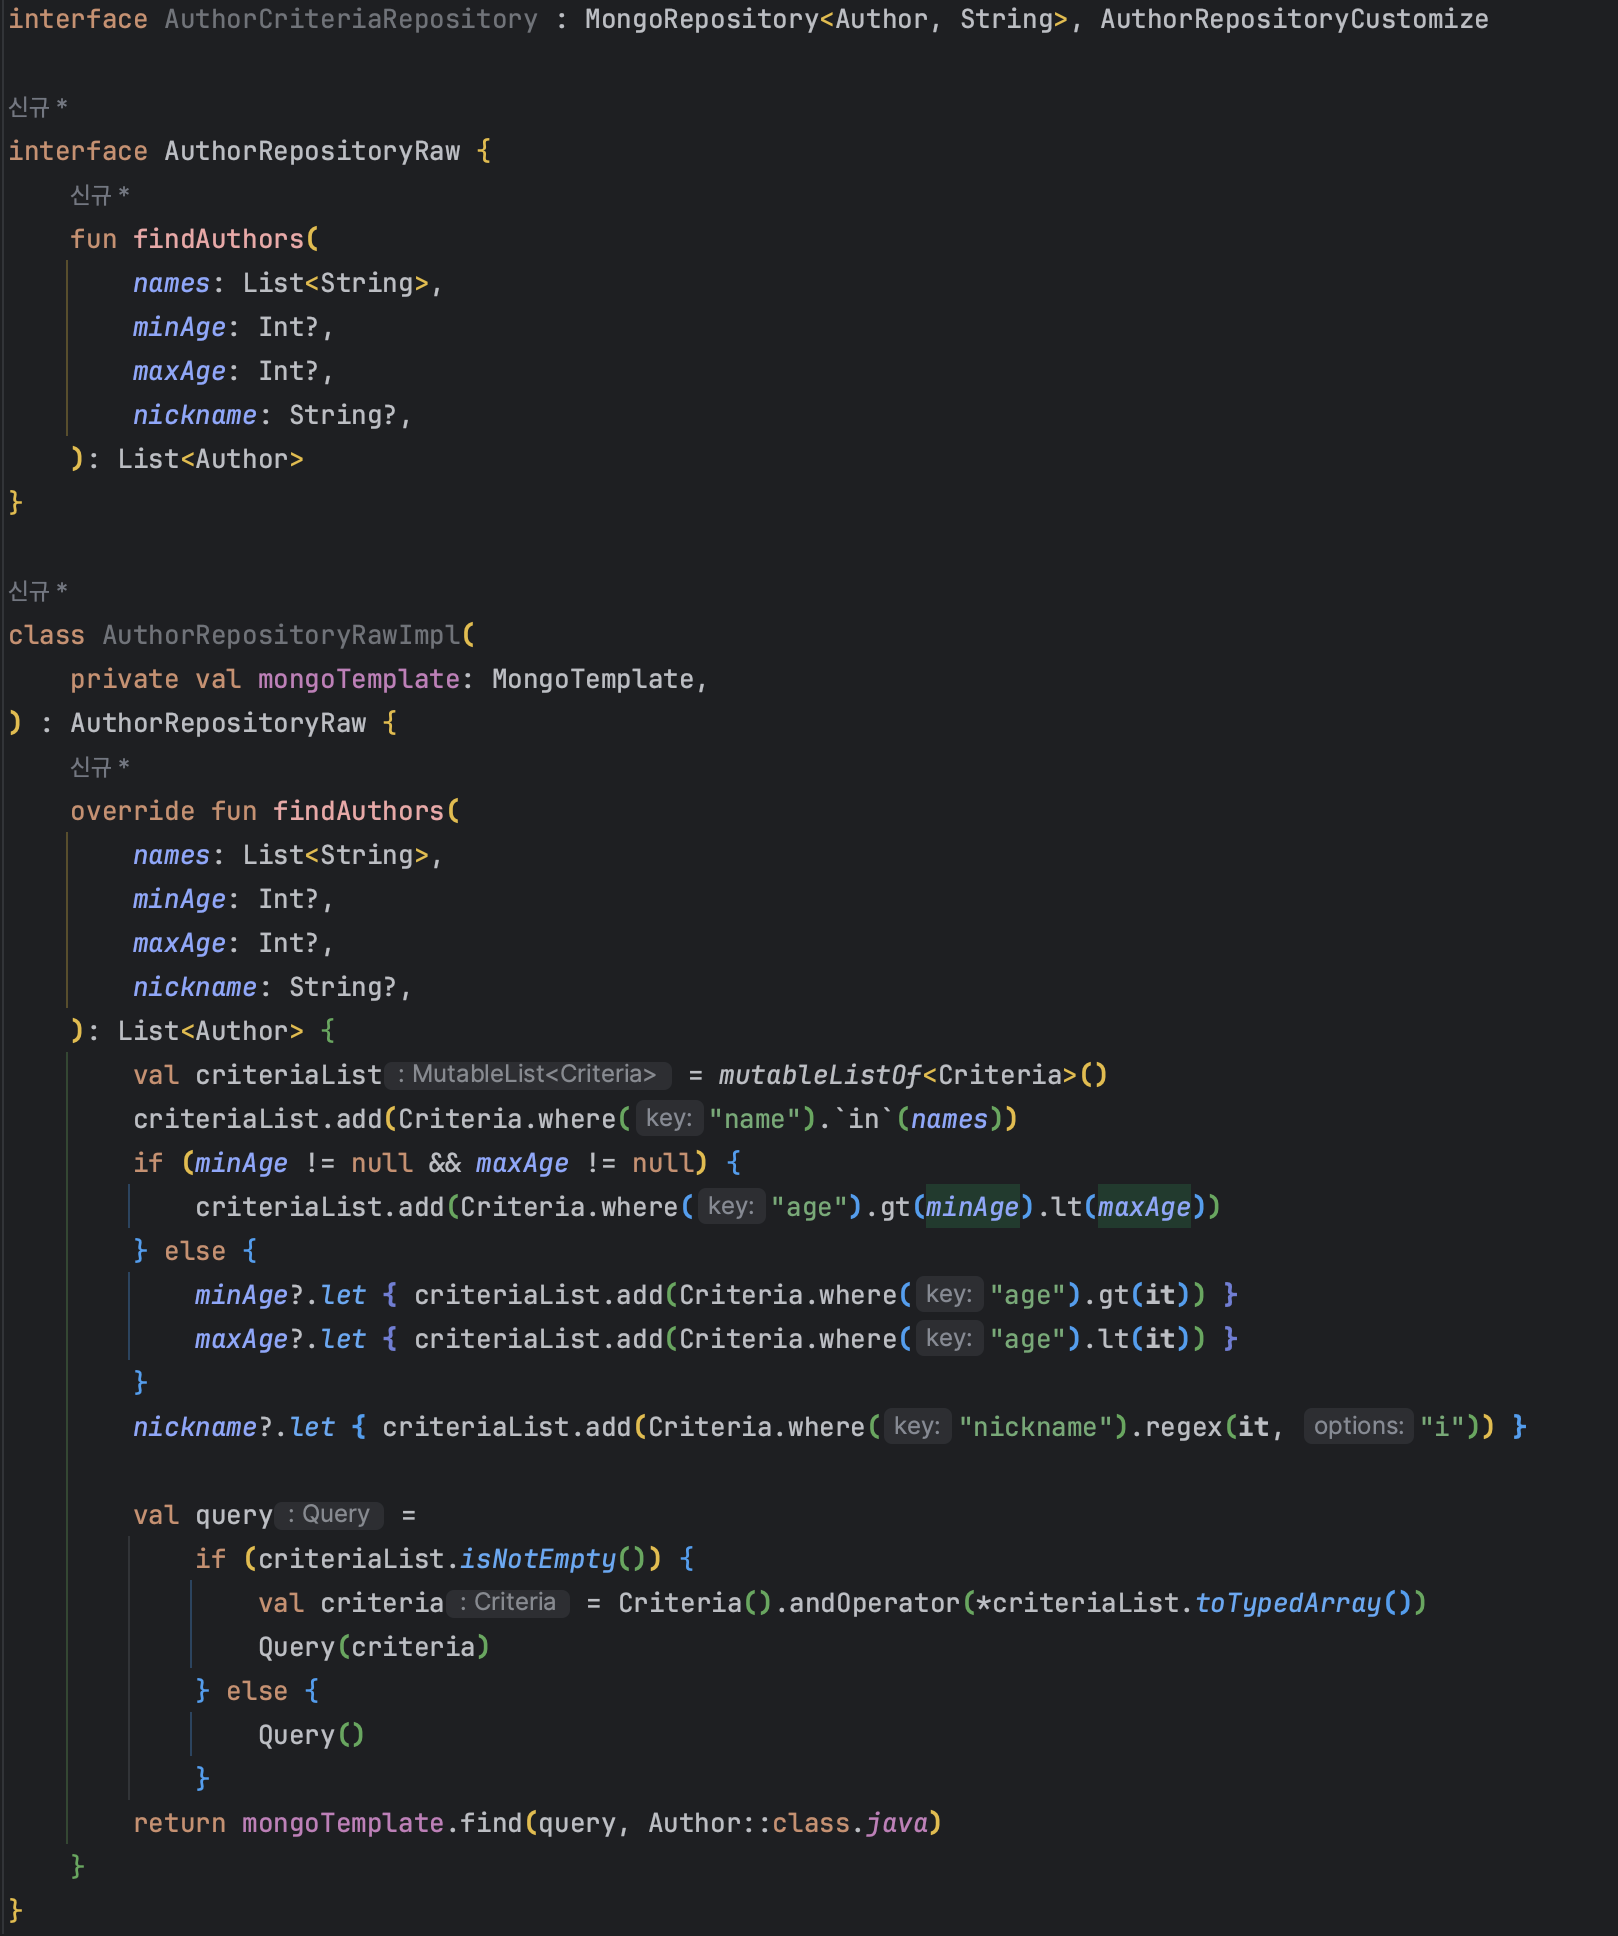 interface AuthorCriteriaRepository : MongoRepository<Author, String>, AuthorRepositoryCustomize
신규 *
interface AuthorRepositoryRaw {
신규 *
fun findAuthors(
names: List<String>,
minAge: Int?,
maxAge: Int?,
nickname: String?,
): List<Author>
}
신규 *
class AuthorRepositoryRawImpl(
private val mongoTemplate: MongoTemplate,
) : AuthorRepositoryRaw {
신규 *
override fun findAuthors(
names: List<String>,
minAge: Int?,
maxAge: Int?,
nickname: String?,
): List<Author> {
val criteriaList : MutableList<Criteria> = mutableListOf<Criteria>()
criteriaList.add(Criteria.where( key: "name").`in`(names))
if (minAge != null && maxAge != null) {
criteriaList.add(Criteria.where( key: "age").gt(minAge).lt(maxAge))
} else {
minAge?.let { criteriaList.add(Criteria.where( key: "age").gt(it)) }
maxAge?.let { criteriaList.add(Criteria.where( key: "age").lt(it)) }
}
nickname?.let { criteriaList.add(Criteria.where( key: "nickname").regex(it, options: "i")) }
val query : Query =
if (criteriaList.isNotEmpty()) {
val criteria : Criteria = Criteria().andOperator(*criteriaList.toTypedArray())
Query(criteria)
} else {
Query()
}
return mongoTemplate.find(query, Author::class.java)
}
}